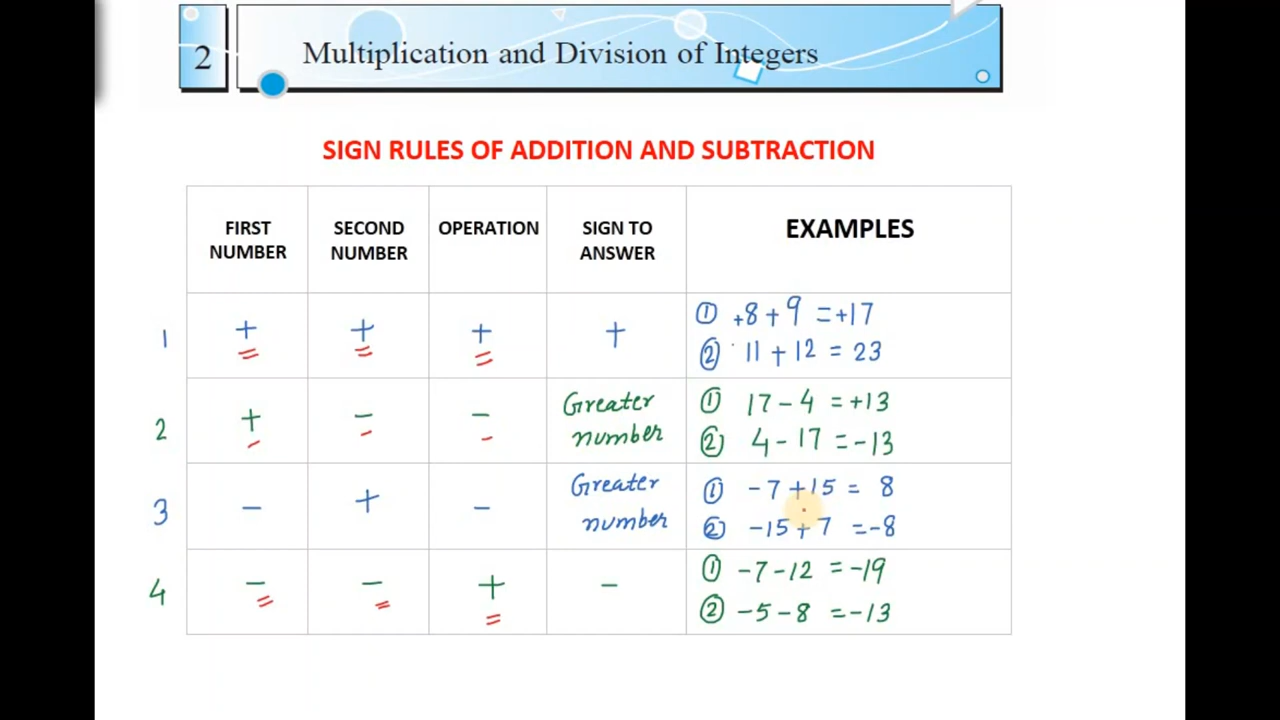 2
Multiplication and Division of Integers
SIGN RULES OF ADDITION AND SUBTRACTION
FIRST NUMBER SECOND NUMBER OPERATION SIGN TO ANSWER EXAMPLES
1 + + + + ① +8 + 9 = +17
② 11 + 12 = 23
2 + − − Greater number ① 17 − 4 = +13
② 4 − 17 = −13
3 − + − Greater number ① −7 + 15 = 8
② −15 + 7 = −8
4 − − + − ① −7 − 12 = −19
② −5 − 8 = −13